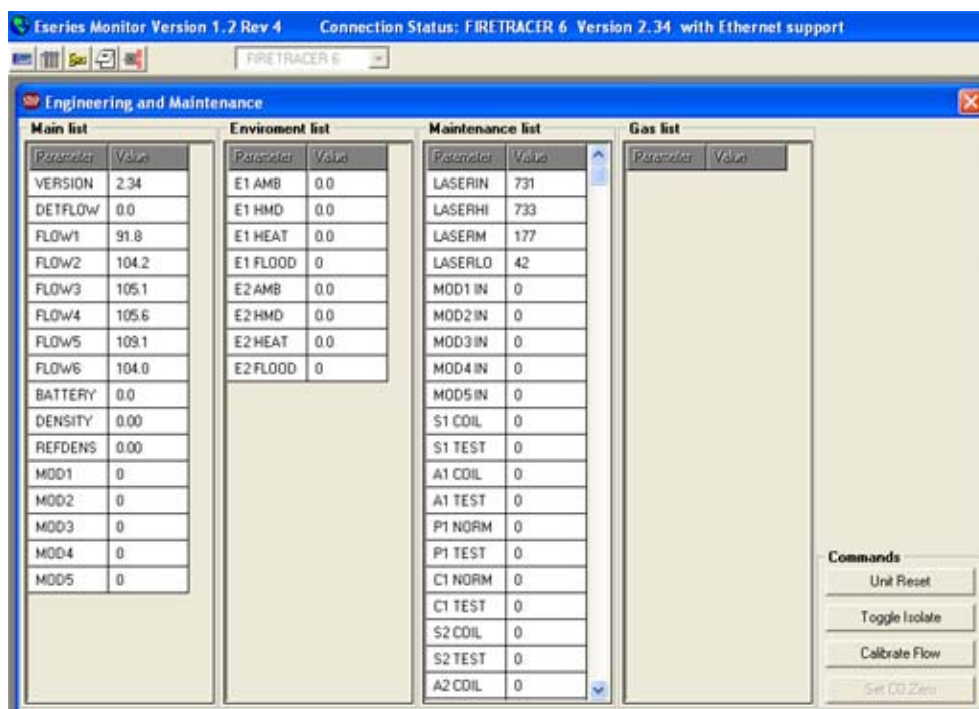 Eseries Monitor Version 1.2 Rev 4 Connection Status: FIRETRACER 6 Version 2.34 with Ethernet support
Gas
FIRETRACER 6
Engineering and Maintenance
Main list
Parameter Value
VERSION 2.34
DETFLOW 0.0
FLOW1 91.8
FLOW2 104.2
FLOW3 105.1
FLOW4 105.6
FLOW5 109.1
FLOW6 104.0
BATTERY 0.0
DENSITY 0.00
REFDENS 0.00
MOD1 0
MOD2 0
MOD3 0
MOD4 0
MOD5 0
Enviroment list
Parameter Value
E1 AMB 0.0
E1 HMD 0.0
E1 HEAT 0.0
E1 FLOOD 0
E2 AMB 0.0
E2 HMD 0.0
E2 HEAT 0.0
E2 FLOOD 0
Maintenance list
Parameter Value
LASERIN 731
LASERHI 733
LASERM 177
LASERLO 42
MOD1 IN 0
MOD2 IN 0
MOD3 IN 0
MOD4 IN 0
MOD5 IN 0
S1 COIL 0
S1 TEST 0
A1 COIL 0
A1 TEST 0
P1 NORM 0
P1 TEST 0
C1 NORM 0
C1 TEST 0
S2 COIL 0
S2 TEST 0
A2 COIL 0
Gas list
Parameter Value
Commands
Unit Reset
Toggle Isolate
Calibrate Flow
Set CO Zero